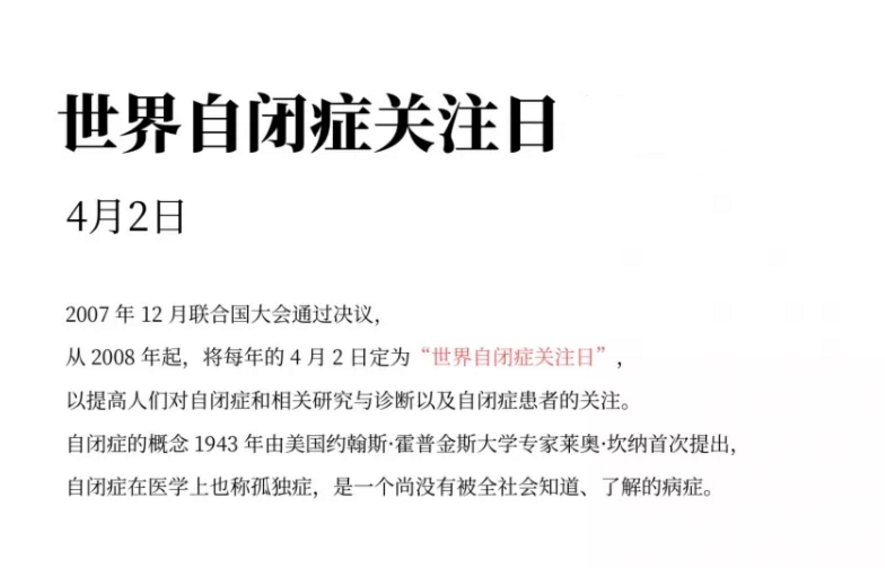 世界自闭症关注日
4月2日
2007 年 12 月联合国大会通过决议，
从 2008 年起，将每年的 4 月 2 日定为“世界自闭症关注日”，
以提高人们对自闭症和相关研究与诊断以及自闭症患者的关注。
自闭症的概念 1943 年由美国约翰斯·霍普金斯大学专家莱奥·坎纳首次提出，
自闭症在医学上也称孤独症，是一个尚没有被全社会知道、了解的病症。